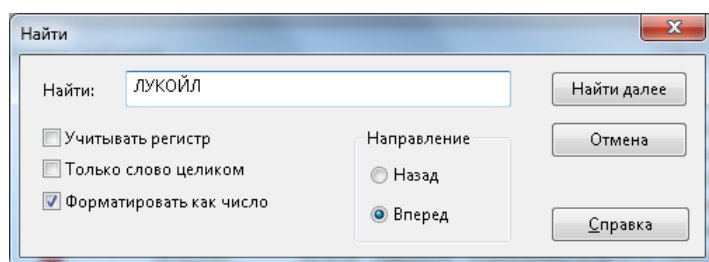 Найти
Найти:
ЛУКОЙЛ
Найти далее
Учитывать регистр
Только слово целиком
Форматировать как число
Направление
Назад
Вперед
Отмена
Справка